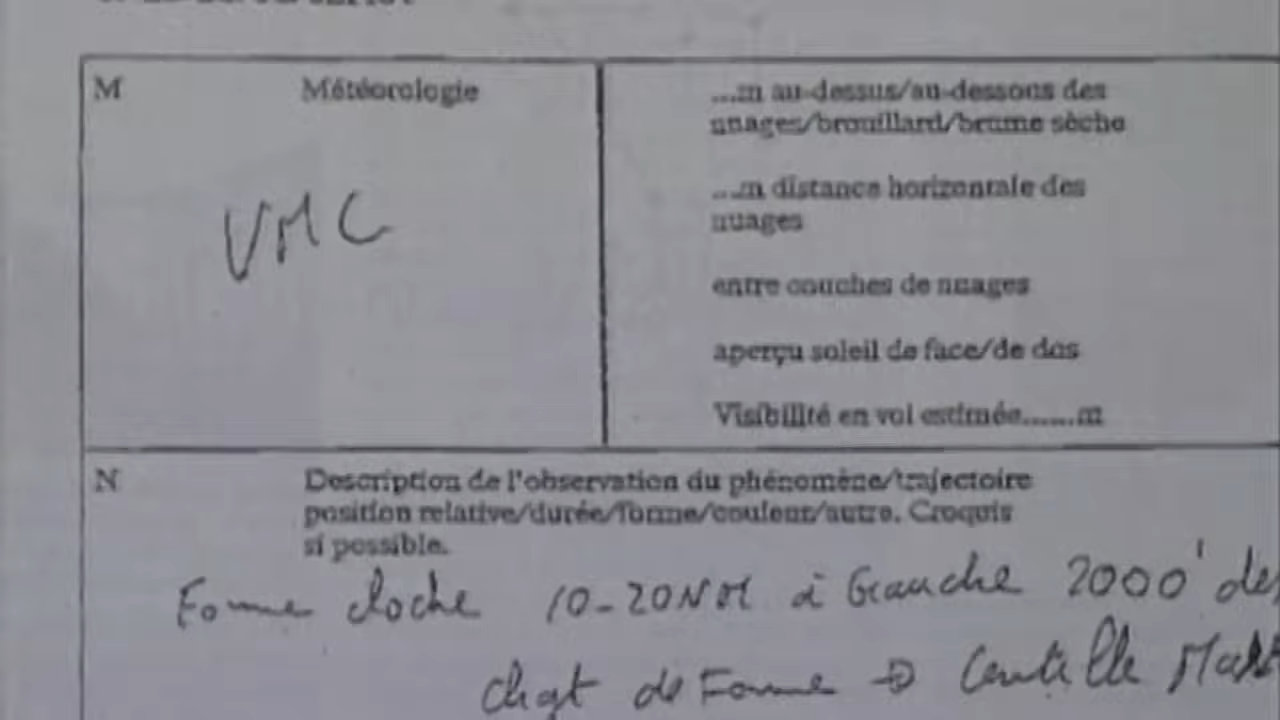 M
Météorologie
...m au-dessus/au-dessous des
nuages/brouillard/brume sèche
...m distance horizontale des
nuages
entre couches de nuages
aperçu soleil de face/de dos
Visibilité en vol estimée......m
VMC
N
Description de l'observation du phénomène/trajectoire
position relative/durée/forme/couleur/autre. Croquis
si possible.
Forme cloche 10-20NM à Gauche 2000'
chgt de Forme → lentille